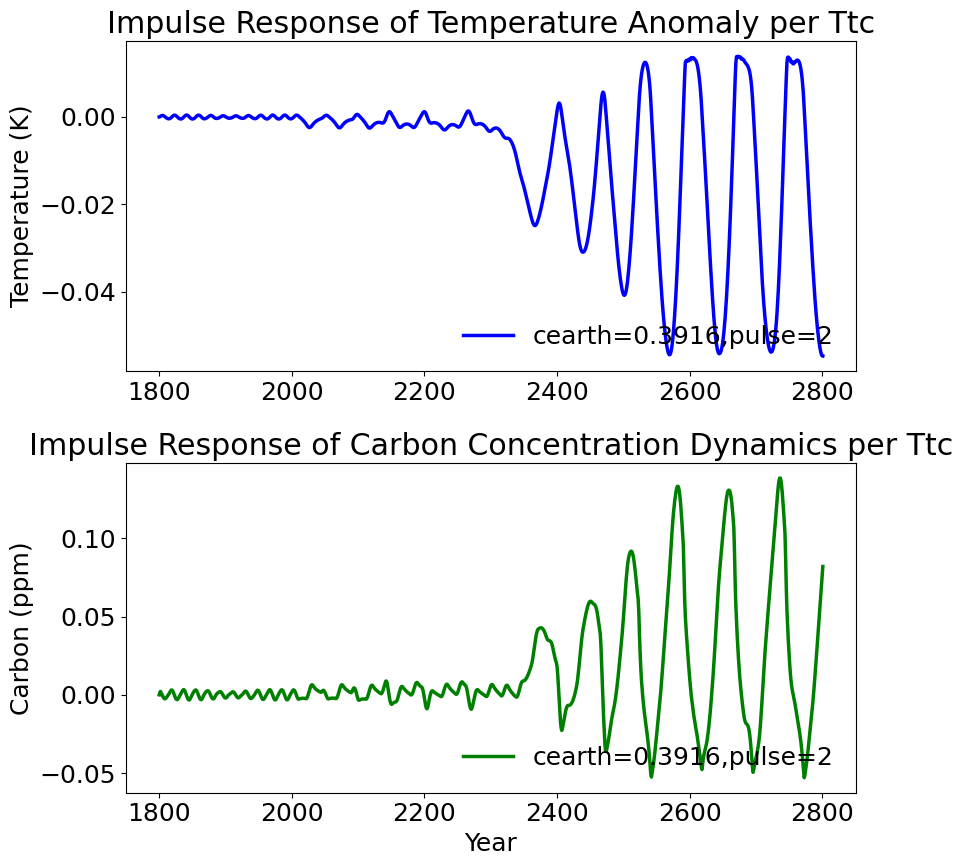 Impulse Response of Temperature Anomaly per Ttc
Temperature (K)
0.00
−0.02
−0.04
cearth=0.3916,pulse=2
1800 2000 2200 2400 2600 2800
Impulse Response of Carbon Concentration Dynamics per Ttc
Carbon (ppm)
0.10
0.05
0.00
−0.05
cearth=0.3916,pulse=2
1800 2000 2200 2400 2600 2800
Year